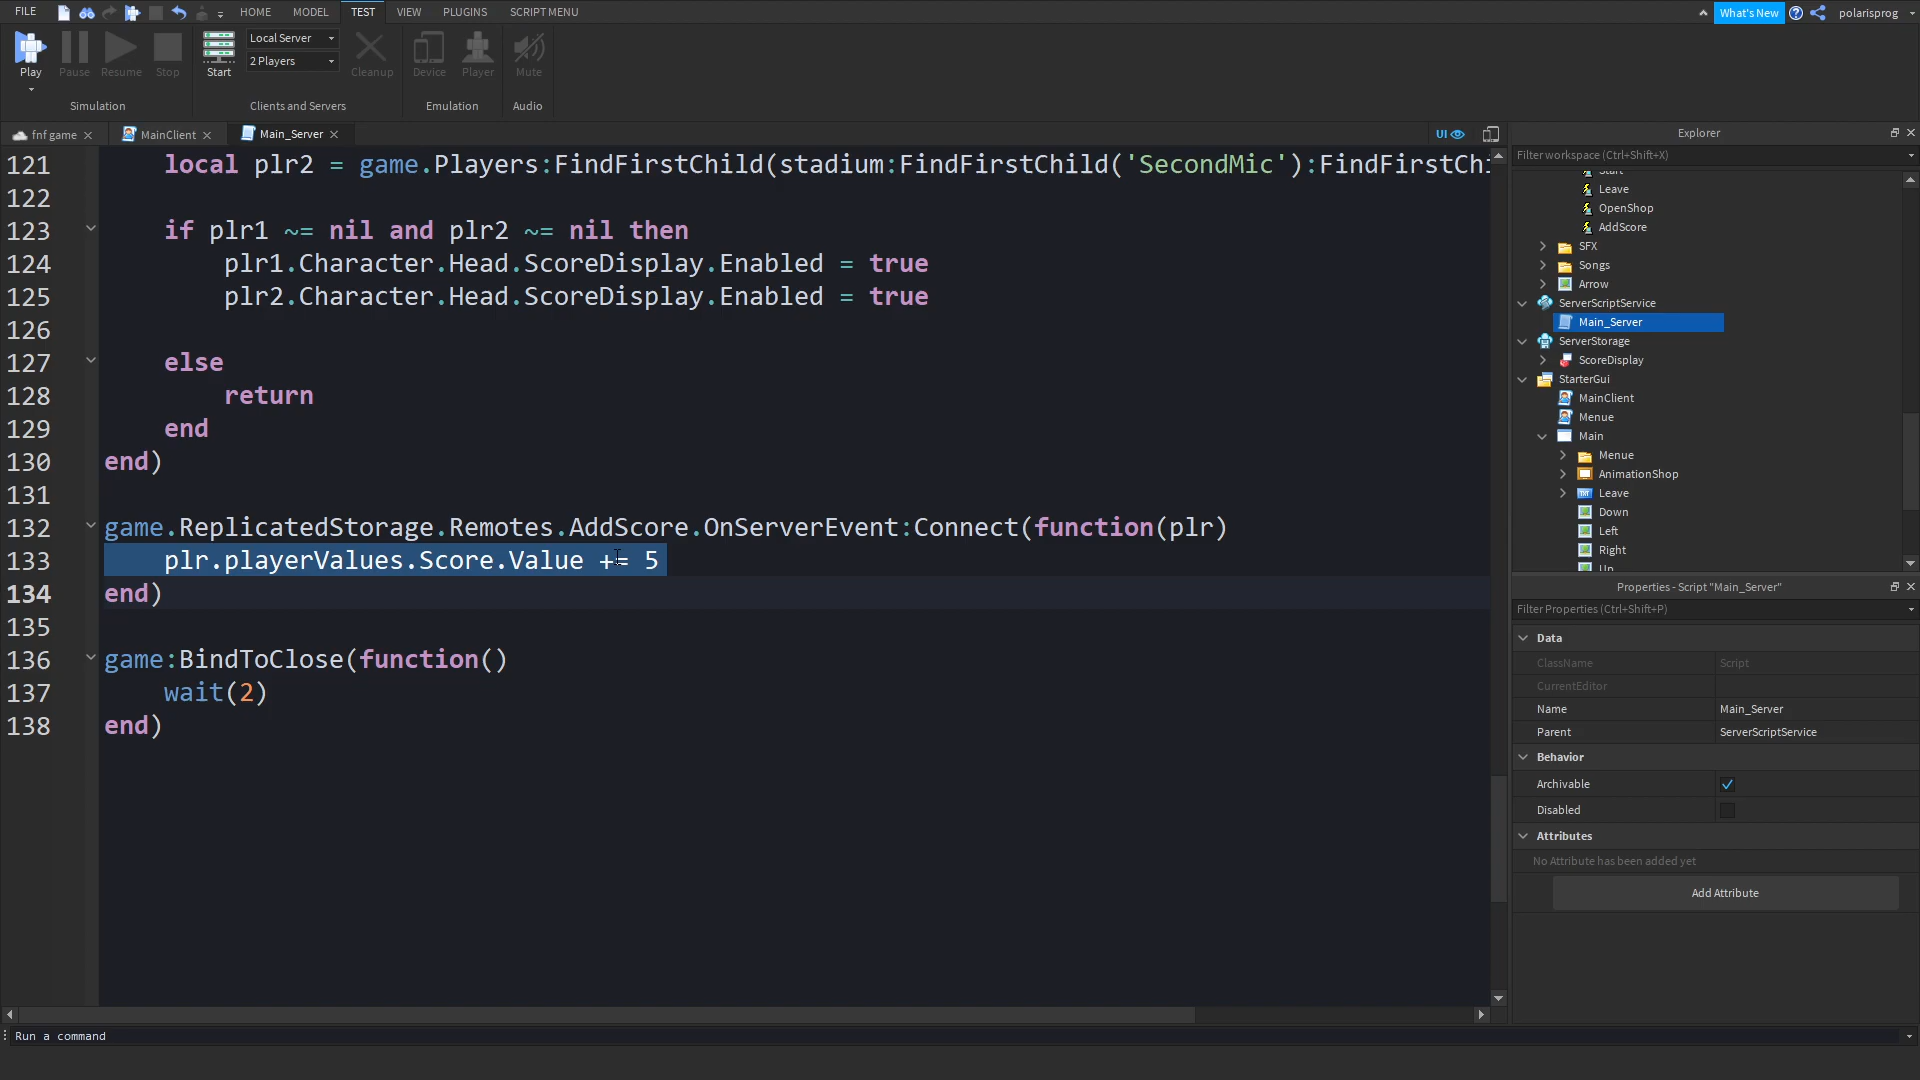 FILE
HOME
MODEL
TEST
VIEW
PLUGINS
SCRIPT MENU
What's New
polarisprog
Play
Pause
Resume
Stop
Start
Local Server
2 Players
Cleanup
Device
Player
Mute
Simulation
Clients and Servers
Emulation
Audio
fnf game
MainClient
Main_Server
UI
121 local plr2 = game.Players:FindFirstChild(stadium:FindFirstChild('SecondMic'):FindFirstChi
122
123 if plr1 ~= nil and plr2 ~= nil then
124 plr1.Character.Head.ScoreDisplay.Enabled = true
125 plr2.Character.Head.ScoreDisplay.Enabled = true
126
127 else
128 return
129 end
130 end)
131
132 game.ReplicatedStorage.Remotes.AddScore.OnServerEvent:Connect(function(plr)
133 plr.playerValues.Score.Value += 5
134 end)
135
136 game:BindToClose(function()
137 wait(2)
138 end)
Run a command
Explorer
Filter workspace (Ctrl+Shift+X)
Start
Leave
OpenShop
AddScore
SFX
Songs
Arrow
ServerScriptService
Main_Server
ServerStorage
ScoreDisplay
StarterGui
MainClient
Menue
Main
Menue
AnimationShop
Leave
Down
Left
Right
Up
Properties - Script "Main_Server"
Filter Properties (Ctrl+Shift+P)
Data
ClassName Script
CurrentEditor
Name Main_Server
Parent ServerScriptService
Behavior
Archivable
Disabled
Attributes
No Attribute has been added yet
Add Attribute